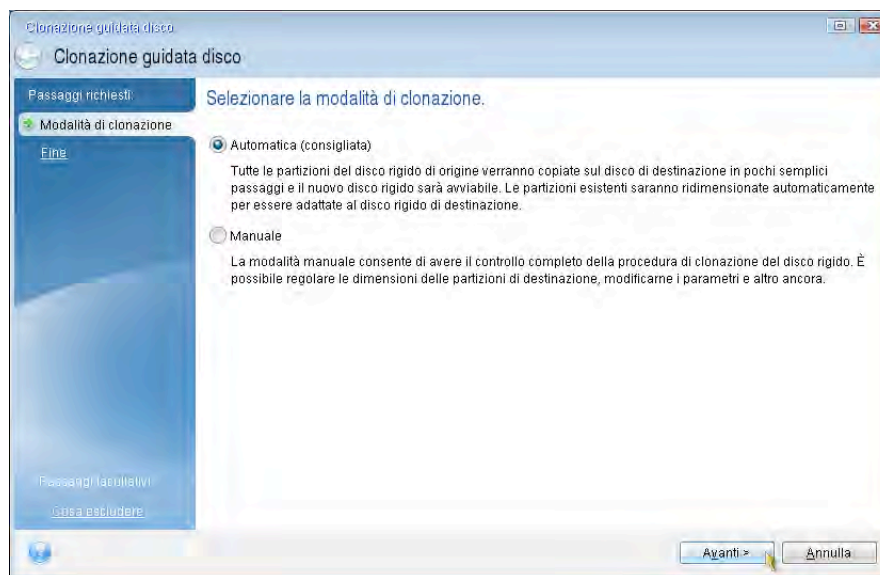 Clonazione guidata disco
Clonazione guidata disco
Passaggi richiesti
Modalità di clonazione
Fine
Selezionare la modalità di clonazione.
Automatica (consigliata)
Tutte le partizioni del disco rigido di origine verranno copiate sul disco di destinazione in pochi semplici
passaggi e il nuovo disco rigido sarà avviabile. Le partizioni esistenti saranno ridimensionate automaticamente
per essere adattate al disco rigido di destinazione.
Manuale
La modalità manuale consente di avere il controllo completo della procedura di clonazione del disco rigido. È
possibile regolare le dimensioni delle partizioni di destinazione, modificarne i parametri e altro ancora.
Passaggi facoltativi
Cosa escludere
Avanti >
Annulla